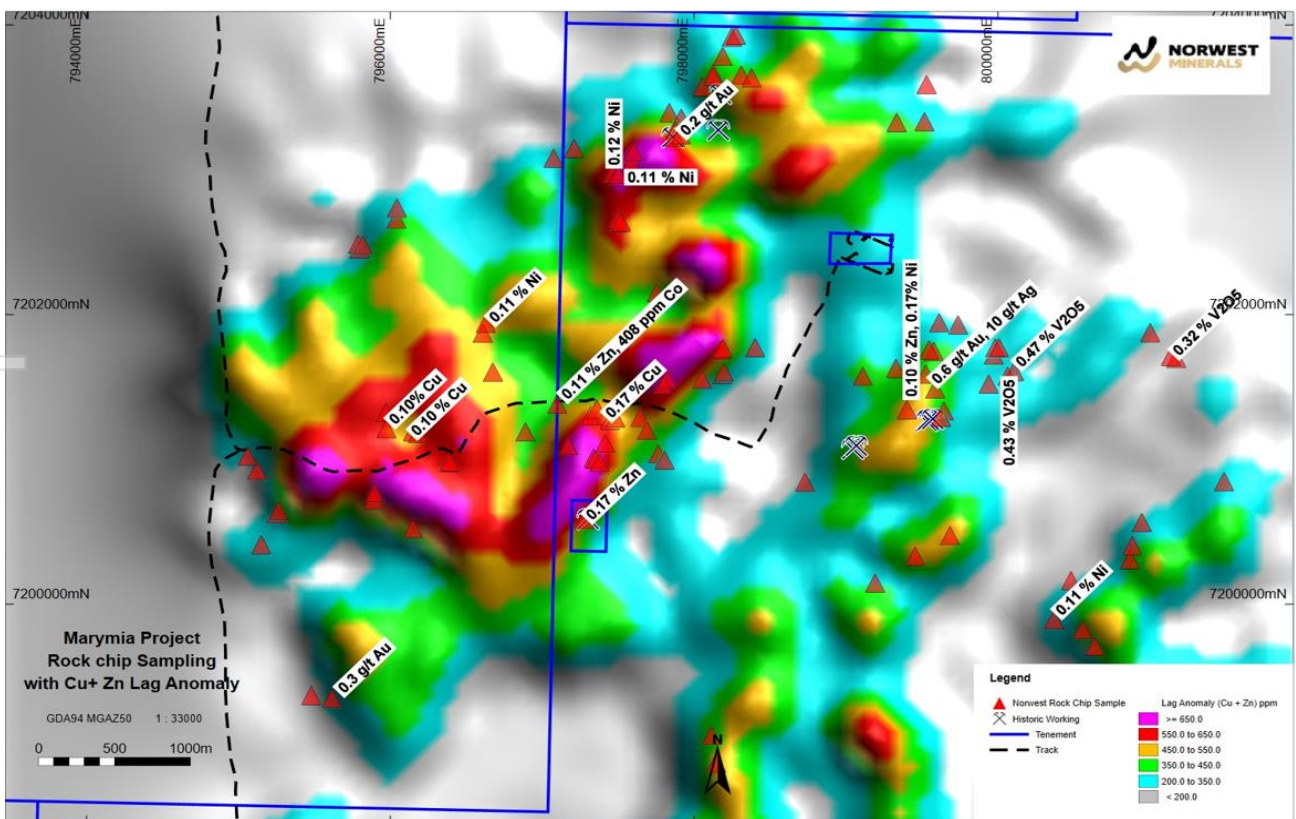 7204000mN
794000mE
796000mE
798000mE
800000mE
7204000mN
NORWEST
MINERALS
0.2 g/t Au
0.12 % Ni
0.11 % Ni
7202000mN
0.11 % Ni
0.11 % Zn, 408 ppm Co
0.10 % Zn, 0.17% Ni
0.6 g/t Au, 10 g/t Ag
0.47 % V2O5
7202000mN
0.32 % V2O5
0.10% Cu
0.10 % Cu
0.17 % Cu
0.43 % V2O5
0.17 % Zn
0.11 % Ni
7200000mN
7200000mN
0.3 g/t Au
Marymia Project
Rock chip Sampling
with Cu+ Zn Lag Anomaly
GDA94 MGAZ50 1 : 33000
0 500 1000m
N
Legend
Norwest Rock Chip Sample
Historic Working
Tenement
Track
Lag Anomaly (Cu + Zn) ppm
>= 650.0
550.0 to 650.0
450.0 to 550.0
350.0 to 450.0
200.0 to 350.0
< 200.0